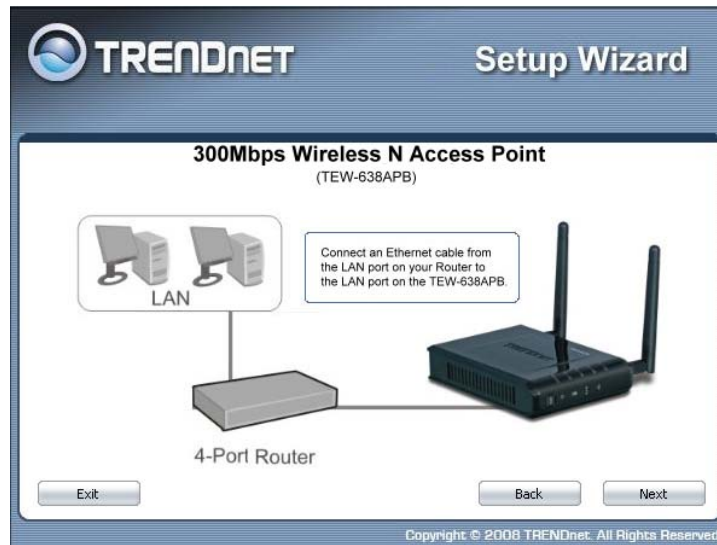 TRENDNET
Setup Wizard
300Mbps Wireless N Access Point
(TEW-638APB)
Connect an Ethernet cable from
the LAN port on your Router to
the LAN port on the TEW-638APB.
LAN
TRENDNET
4-Port Router
Exit
Back
Next
Copyright © 2008 TRENDnet. All Rights Reserved